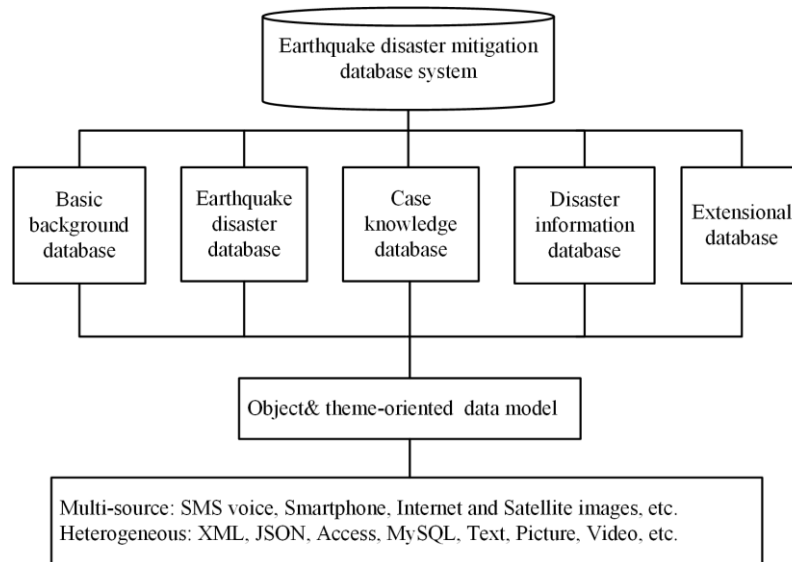 Earthquake disaster mitigation
database system
Basic
background
database
Earthquake
disaster
database
Case
knowledge
database
Disaster
information
database
Extensional
database
Object& theme-oriented data model
Multi-source: SMS voice, Smartphone, Internet and Satellite images, etc.
Heterogeneous: XML, JSON, Access, MySQL, Text, Picture, Video, etc.